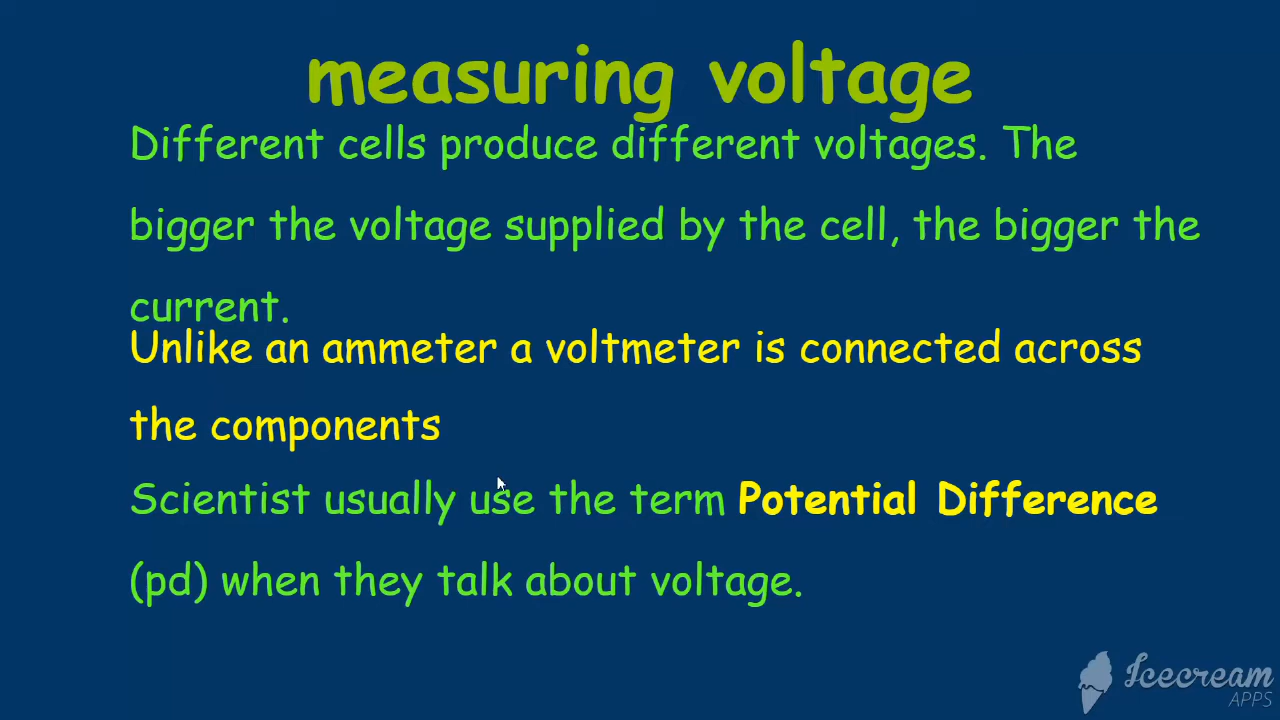 measuring voltage
Different cells produce different voltages. The
bigger the voltage supplied by the cell, the bigger the
current.
Unlike an ammeter a voltmeter is connected across
the components
Scientist usually use the term Potential Difference
(pd) when they talk about voltage.
Icecream
APPS